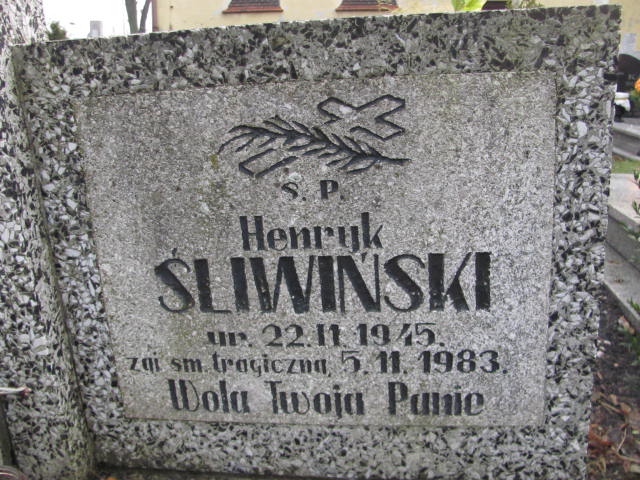 Ś. P.
Henryk
ŚLIWIŃSKI
ur. 22.11.1945.
zgi śm. tragiczną 5.11.1983.
Wola Twoja Panie